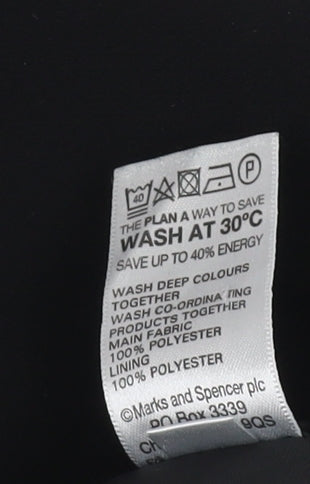 40 P
THE PLAN A WAY TO SAVE
WASH AT 30°C
SAVE UP TO 40% ENERGY
WASH DEEP COLOURS
TOGETHER
WASH CO-ORDINATING
PRODUCTS TOGETHER
MAIN FABRIC
100% POLYESTER
LINING
100% POLYESTER
©Marks and Spencer plc
PO Box 3339
9QS